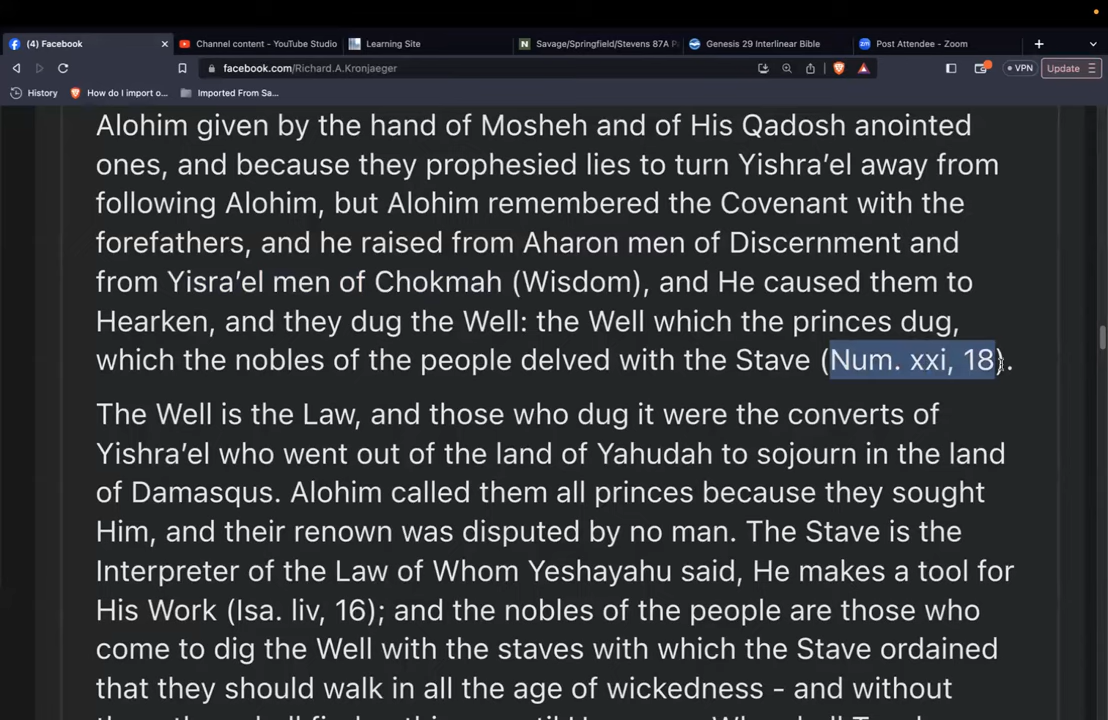 (4) Facebook
Channel content - YouTube Studio
Learning Site
Savage/Springfield/Stevens 87A P
Genesis 29 Interlinear Bible
Post Attendee - Zoom
facebook.com/Richard.A.Kronjaeger
VPN
Update
History
How do I import o...
Imported From Sa...
Alohim given by the hand of Mosheh and of His Qadosh anointed
ones, and because they prophesied lies to turn Yishra’el away from
following Alohim, but Alohim remembered the Covenant with the
forefathers, and he raised from Aharon men of Discernment and
from Yisra’el men of Chokmah (Wisdom), and He caused them to
Hearken, and they dug the Well: the Well which the princes dug,
which the nobles of the people delved with the Stave (Num. xxi, 18).
The Well is the Law, and those who dug it were the converts of
Yishra’el who went out of the land of Yahudah to sojourn in the land
of Damasqus. Alohim called them all princes because they sought
Him, and their renown was disputed by no man. The Stave is the
Interpreter of the Law of Whom Yeshayahu said, He makes a tool for
His Work (Isa. liv, 16); and the nobles of the people are those who
come to dig the Well with the staves with which the Stave ordained
that they should walk in all the age of wickedness - and without